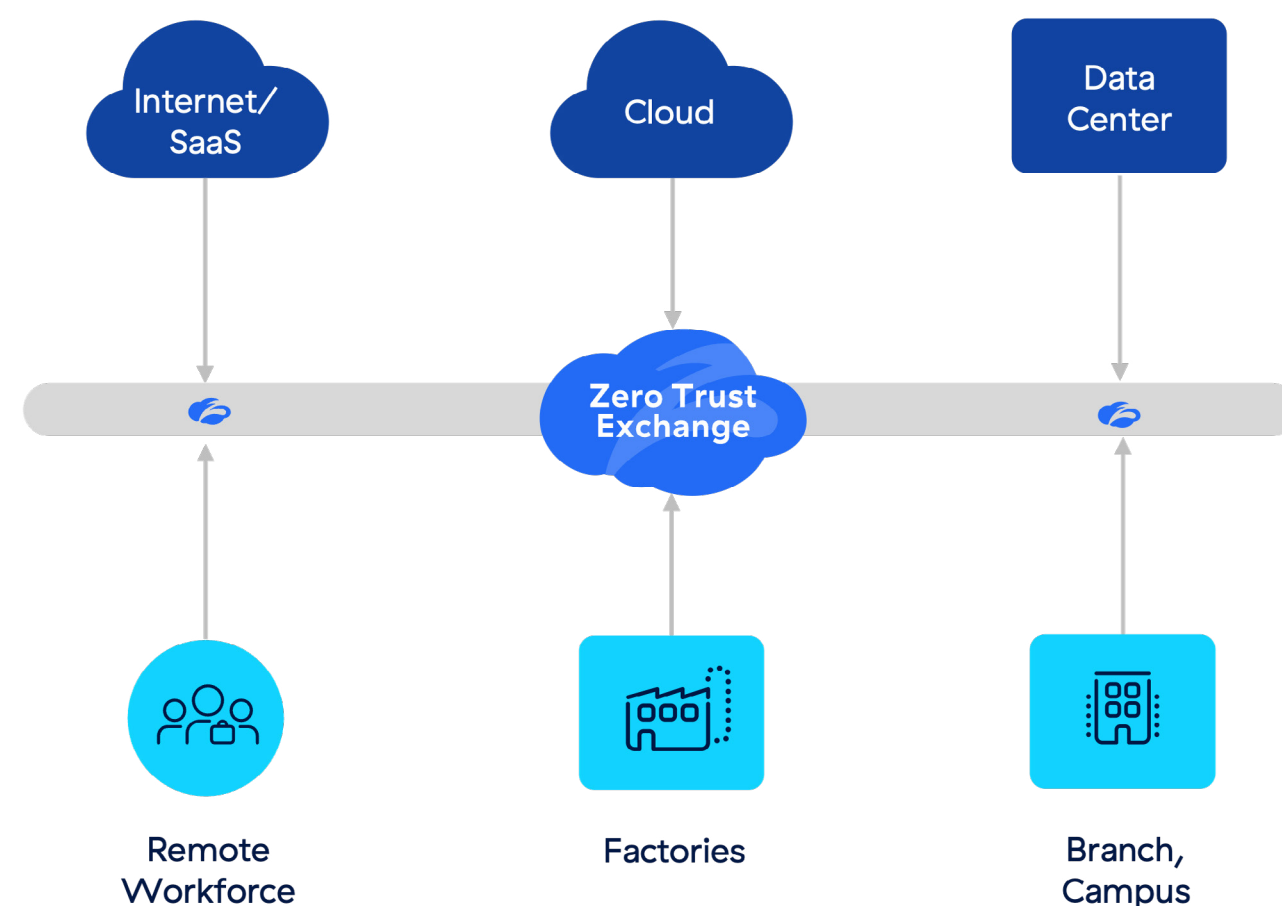 Internet/
SaaS
Cloud
Data
Center
Zero Trust
Exchange
Remote
Workforce
Factories
Branch,
Campus